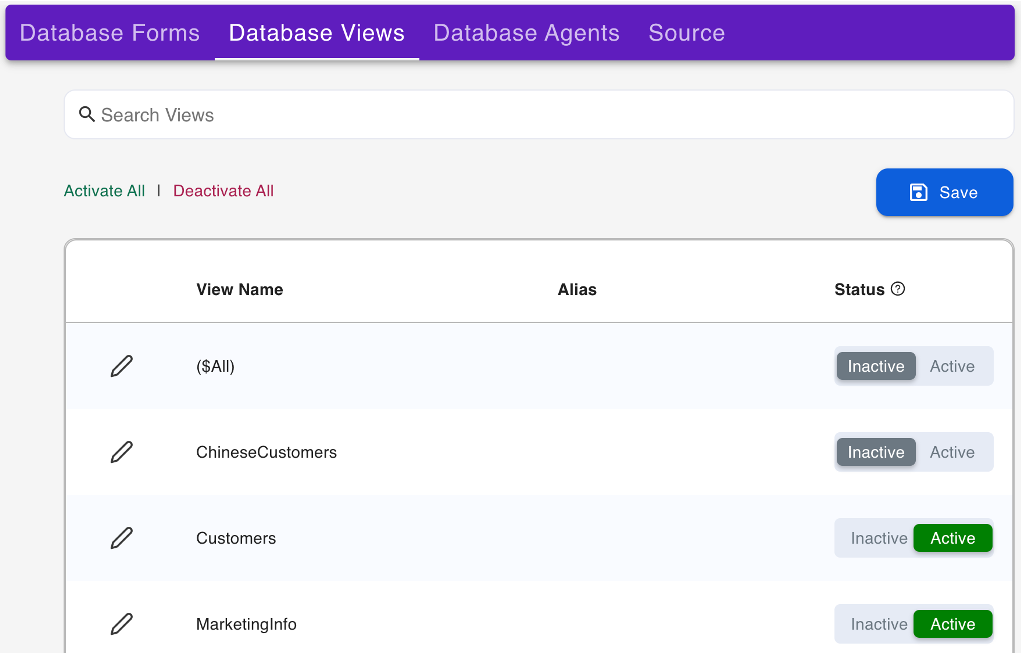 Database Forms Database Views Database Agents Source
Search Views
Activate All | Deactivate All
Save
View Name Alias Status
($All) Inactive Active
ChineseCustomers Inactive Active
Customers Inactive Active
MarketingInfo Inactive Active